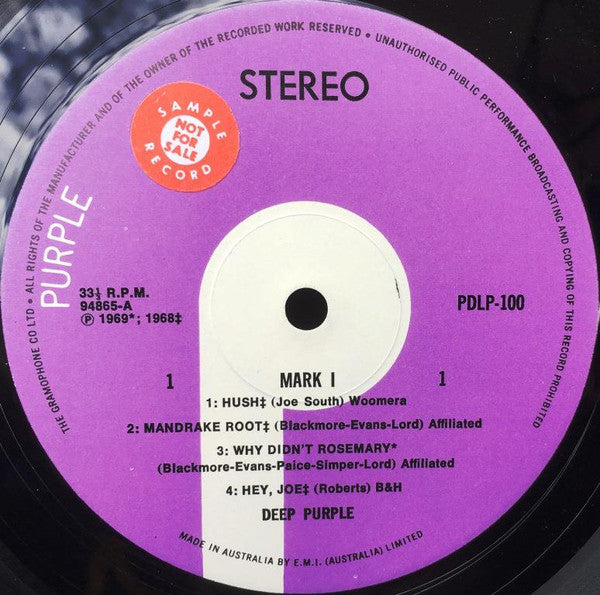 THE GRAMOPHONE CO LTD • ALL RIGHTS OF THE MANUFACTURER AND OF THE OWNER OF THE RECORDED WORK RESERVED • UNAUTHORISED PUBLIC PERFORMANCE BROADCASTING AND COPYING OF THIS RECORD PROHIBITED
STEREO
SAMPLE
NOT
FOR
SALE
RECORD
PURPLE
33⅓ R.P.M.
94865-A
Ⓟ 1969*; 1968‡
PDLP-100
1 MARK I 1
1: HUSH‡ (Joe South) Woomera
2: MANDRAKE ROOT‡ (Blackmore-Evans-Lord) Affiliated
3: WHY DIDN'T ROSEMARY*
(Blackmore-Evans-Paice-Simper-Lord) Affiliated
4: HEY, JOE‡ (Roberts) B&H
DEEP PURPLE
MADE IN AUSTRALIA BY E.M.I. (AUSTRALIA) LIMITED